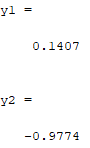 y1 =
0.1407
y2 =
-0.9774